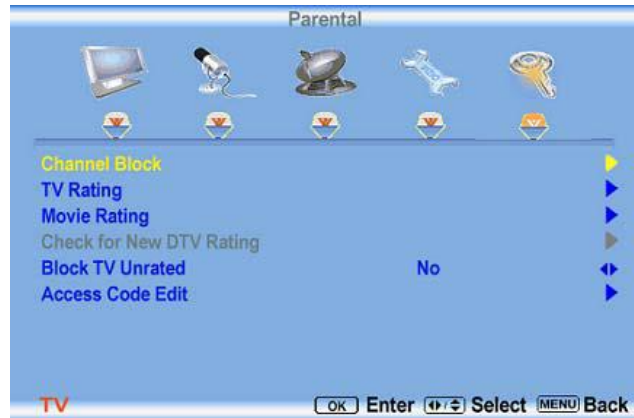 Parental
Channel Block
TV Rating
Movie Rating
Check for New DTV Rating
Block TV Unrated No
Access Code Edit
TV OK Enter Select MENU Back